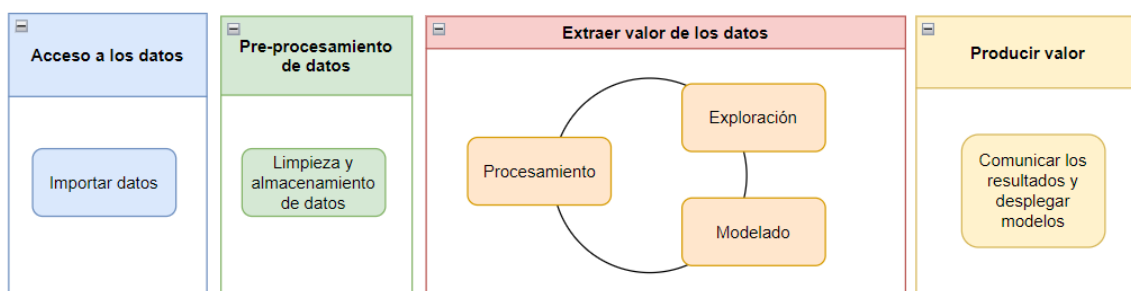 Acceso a los datos
Importar datos
Pre-procesamiento
de datos
Limpieza y
almacenamiento
de datos
Extraer valor de los datos
Procesamiento
Exploración
Modelado
Producir valor
Comunicar los
resultados y
desplegar
modelos